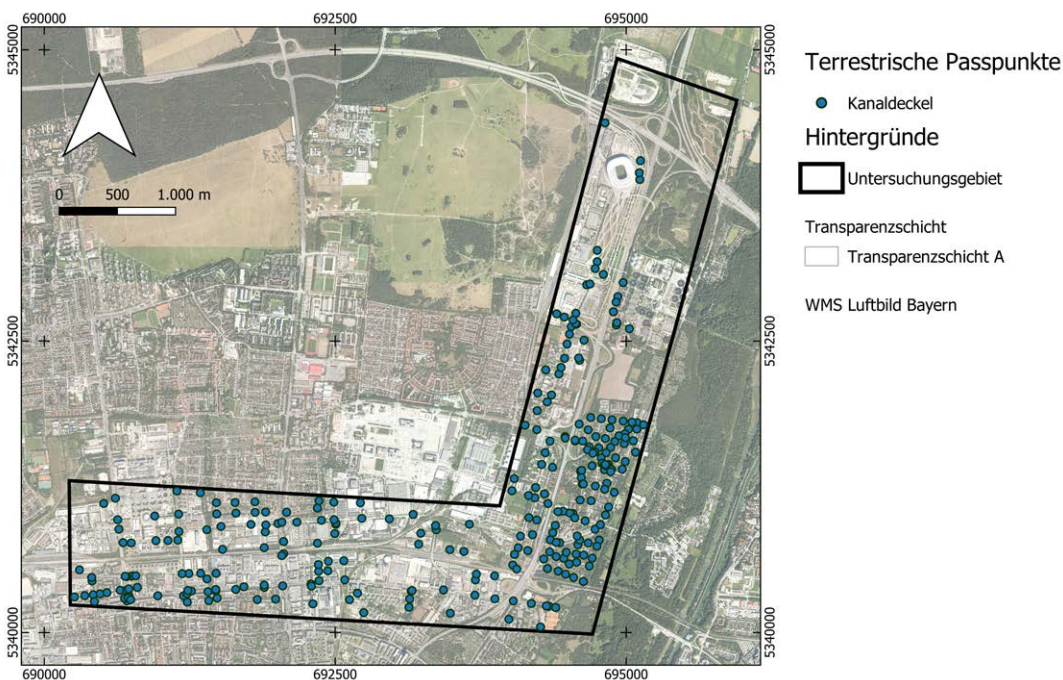 690000 692500 695000
5345000 5345000
5342500 5342500
5340000 5340000
0 500 1.000 m
690000 692500 695000
Terrestrische Passpunkte
Kanaldeckel
Hintergründe
Untersuchungsgebiet
Transparenzschicht
Transparenzschicht A
WMS Luftbild Bayern